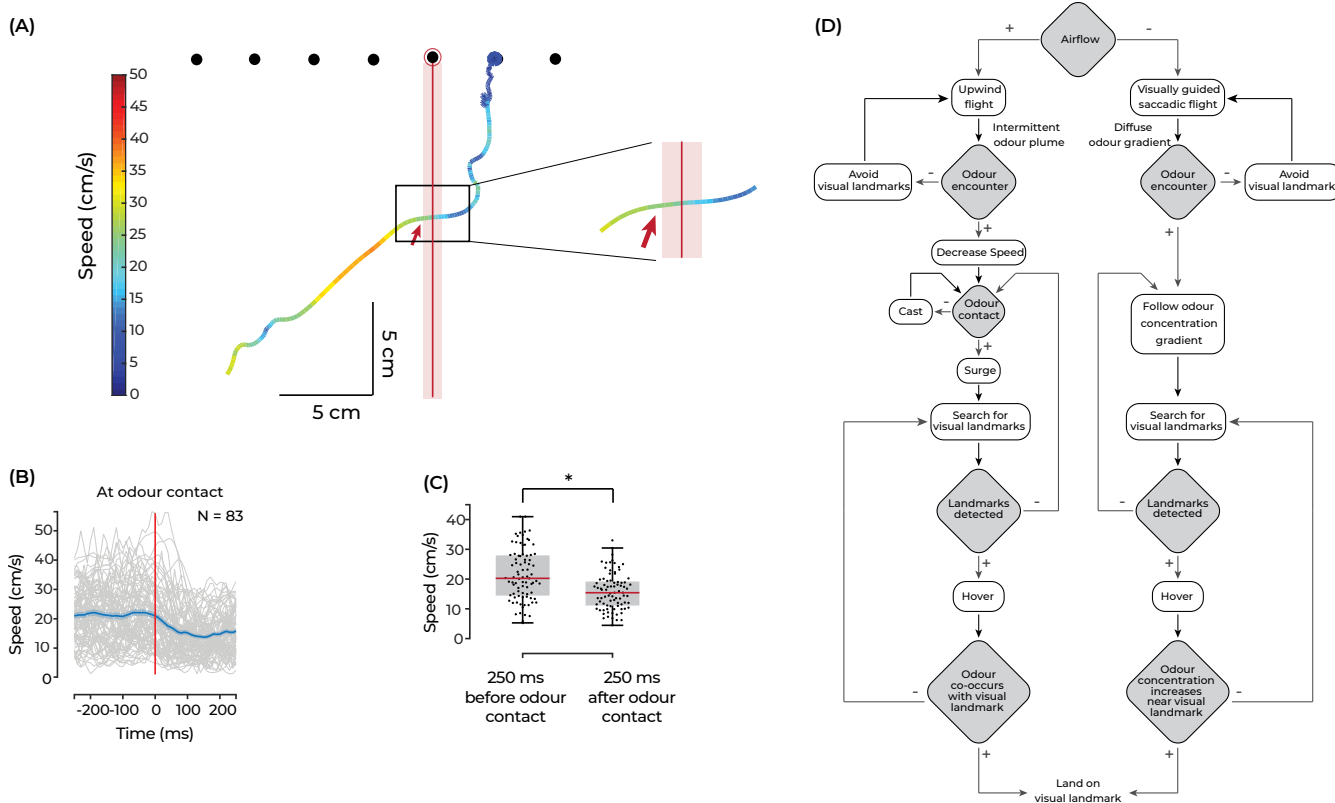 (A)
50
45
40
35
30
25
20
15
10
5
0
Speed (cm/s)
5 cm
5 cm
(B)
At odour contact
N = 83
50
40
30
20
10
0
Speed (cm/s)
-200
-100
0
100
200
Time (ms)
(C)
*
40
30
20
10
0
Speed (cm/s)
250 ms
before odour
contact
250 ms
after odour
contact
(D)
Airflow
+
-
Upwind
flight
Visually guided
saccadic flight
Intermittent
odour plume
Diffuse
odour gradient
Avoid
visual landmarks
-
Odour
encounter
Odour
encounter
-
Avoid
visual landmark
+
+
Decrease Speed
Cast
-
Odour
contact
Follow odour
concentration
gradient
+
Surge
Search for
visual landmarks
Search for
visual landmarks
Landmarks
detected
-
Landmarks
detected
-
+
+
Hover
Hover
Odour
co-occurs
with visual
landmark
-
Odour
concentration
increases
near visual
landmark
-
+
+
Land on
visual landmark